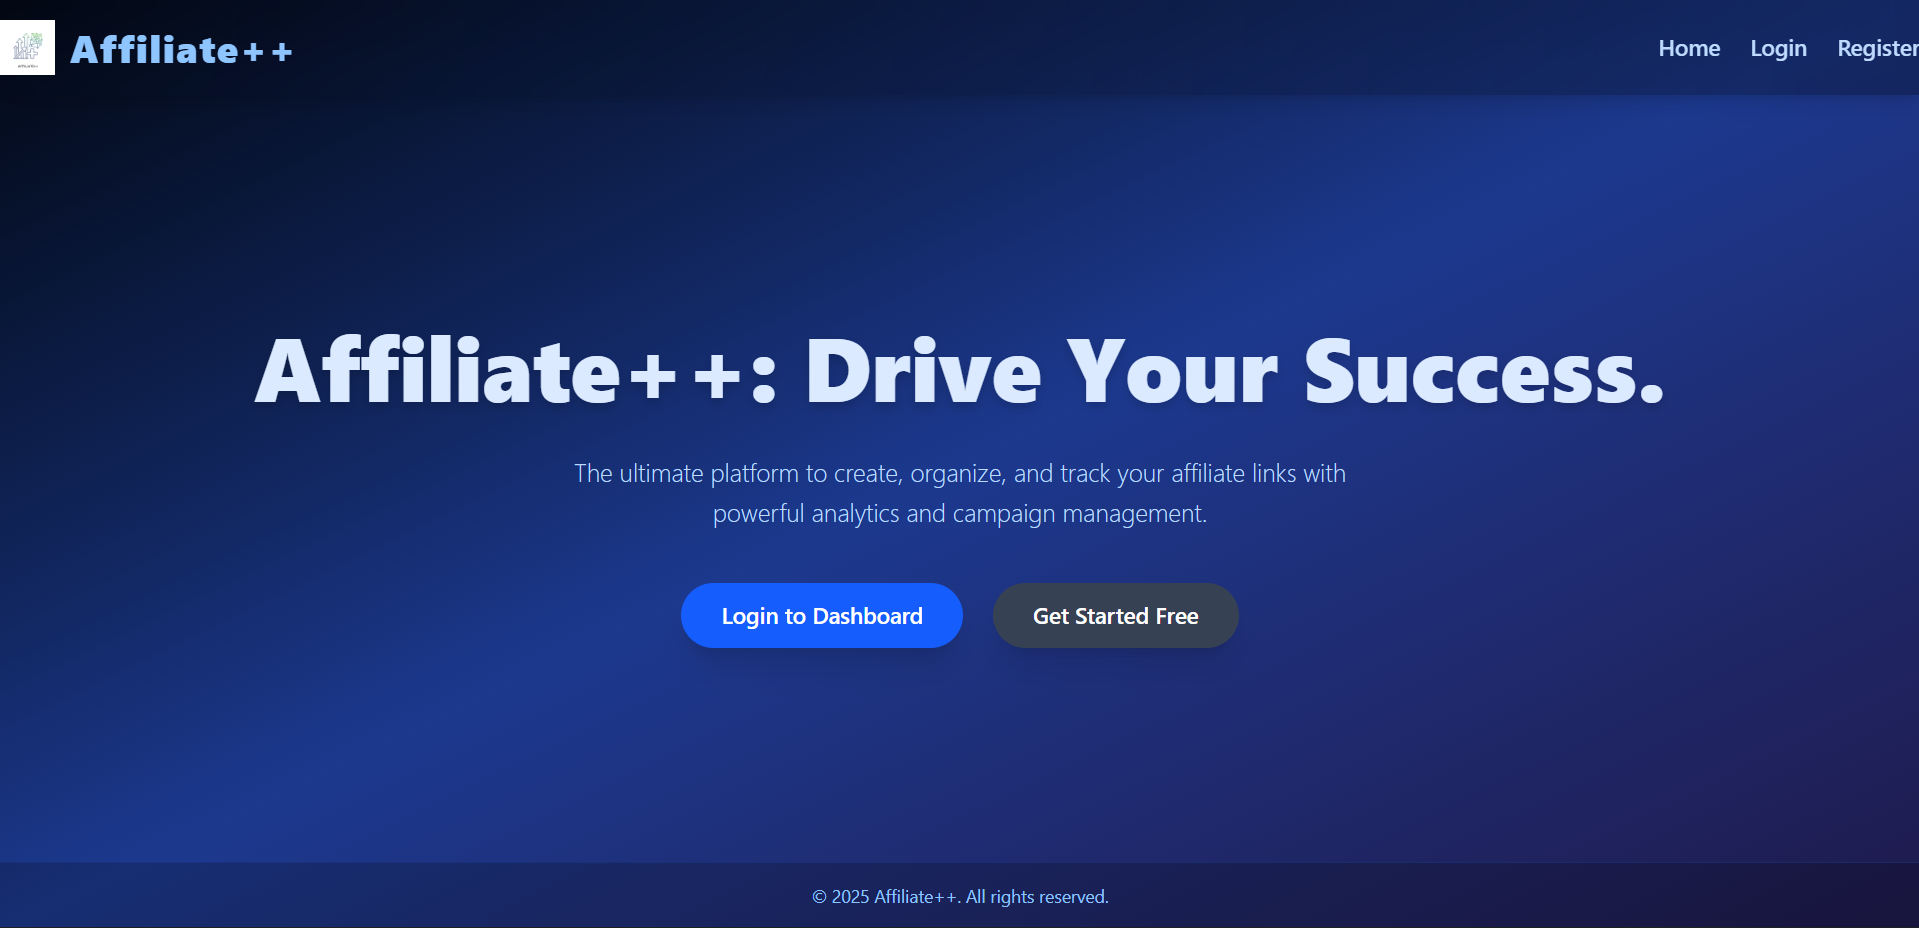 Affiliate++
Home Login Register
Affiliate++: Drive Your Success.
The ultimate platform to create, organize, and track your affiliate links with
powerful analytics and campaign management.
Login to Dashboard
Get Started Free
© 2025 Affiliate++. All rights reserved.